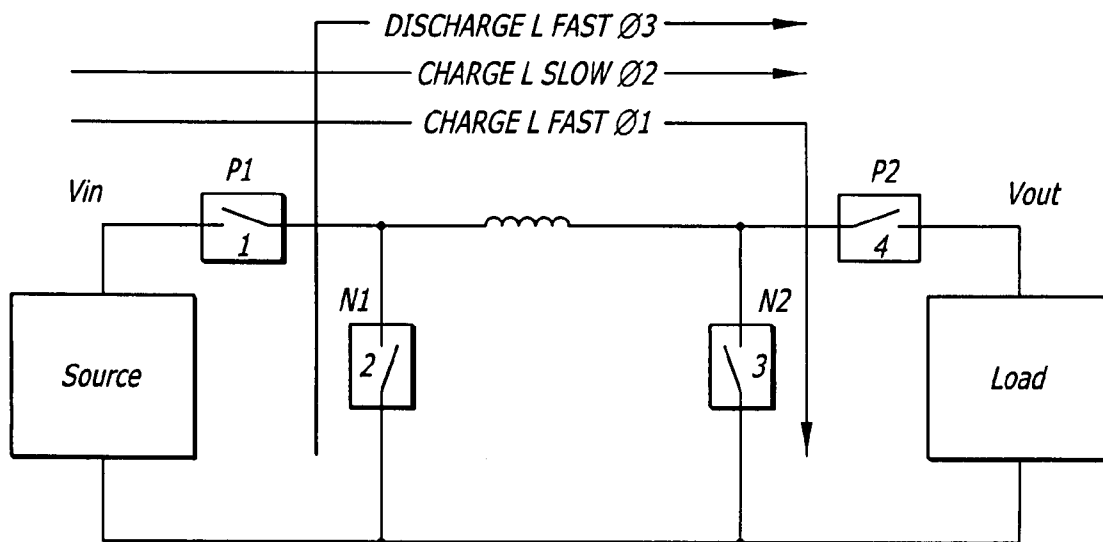 DISCHARGE L FAST Ø3
CHARGE L SLOW Ø2
CHARGE L FAST Ø1
P1
P2
Vin
Vout
1
4
N1
N2
2
3
Source
Load